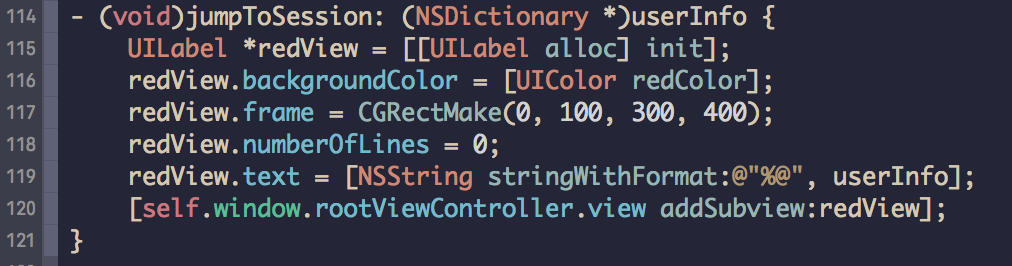 114 - (void)jumpToSession: (NSDictionary *)userInfo {
115     UILabel *redView = [[UILabel alloc] init];
116     redView.backgroundColor = [UIColor redColor];
117     redView.frame = CGRectMake(0, 100, 300, 400);
118     redView.numberOfLines = 0;
119     redView.text = [NSString stringWithFormat:@"%@", userInfo];
120     [self.window.rootViewController.view addSubview:redView];
121 }